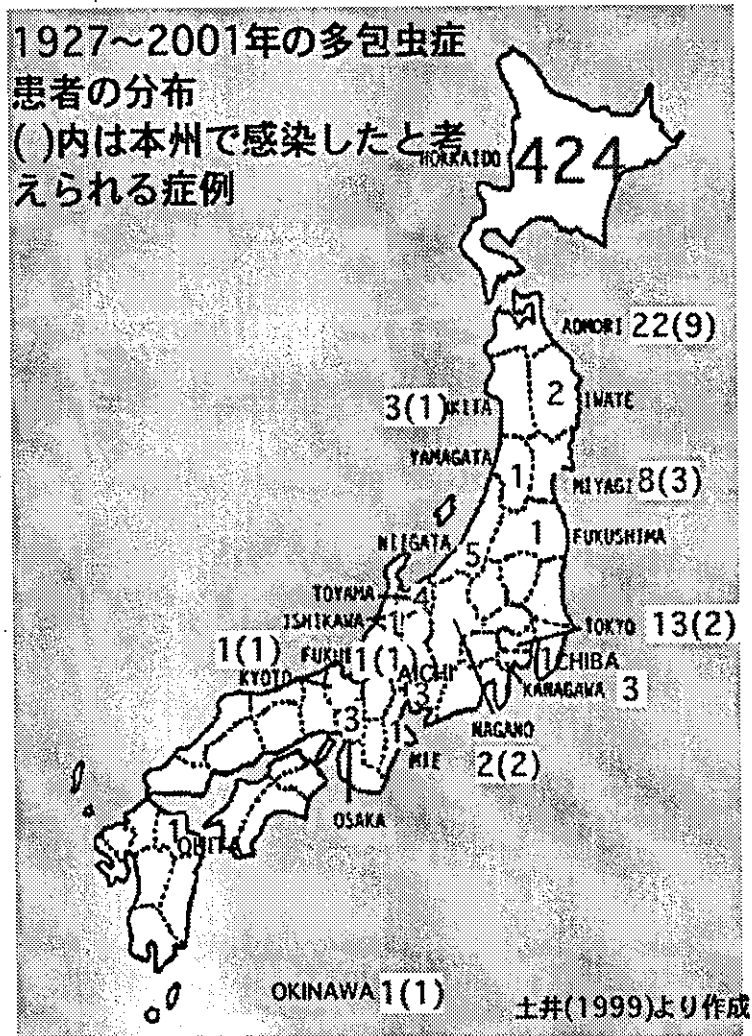 1927~2001年の多包虫症
患者の分布
( )内は本州で感染したと考
えられる症例
HOKKAIDO 424
AOMORI 22(9)
3(1) AKITA 2 IWATE
YAMAGATA 1
MIYAGI 8(3)
1 FUKUSHIMA
NIIGATA 5
TOYAMA 4
ISHIKAWA 1
TOKYO 13(2)
1(1) KYOTO
FUKUI 1(1)
AICHI 3
1 CHIBA
KANAGAWA 3
1
NAGANO 2(2)
3 OSAKA
1 MIE
1 OHITA
OKINAWA 1(1)
土井(1999)より作成